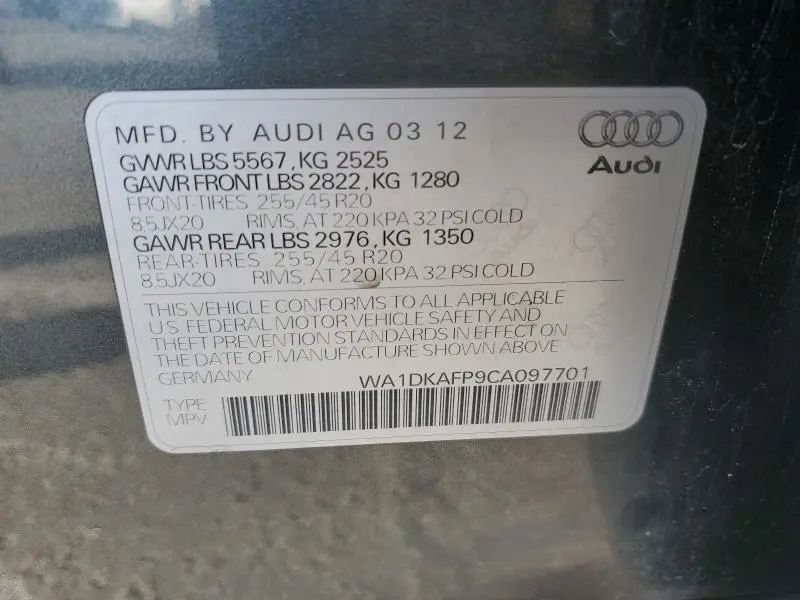 MFD. BY AUDI AG 03 12
Audi
GVWR LBS 5567, KG 2525
GAWR FRONT LBS 2822, KG 1280
FRONT-TIRES 255/45 R20
8,5JX20 RIMS, AT 220 KPA 32 PSI COLD
GAWR REAR LBS 2976, KG 1350
REAR-TIRES 255/45 R20
8,5JX20 RIMS, AT 220 KPA 32 PSI COLD
THIS VEHICLE CONFORMS TO ALL APPLICABLE
U.S. FEDERAL MOTOR VEHICLE SAFETY AND
THEFT PREVENTION STANDARDS IN EFFECT ON
THE DATE OF MANUFACTURE SHOWN ABOVE
GERMANY WA1DKAFP9CA097701
TYPE
MPV